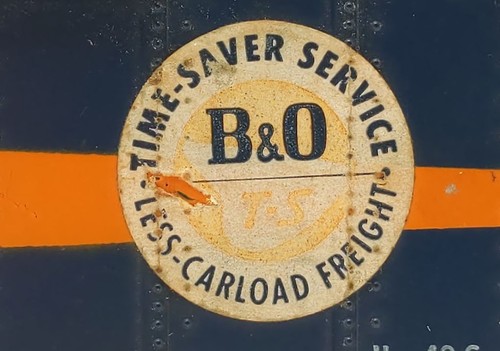 TIME-SAVER SERVICE
B&O
T-S
LESS-CARLOAD FREIGHT